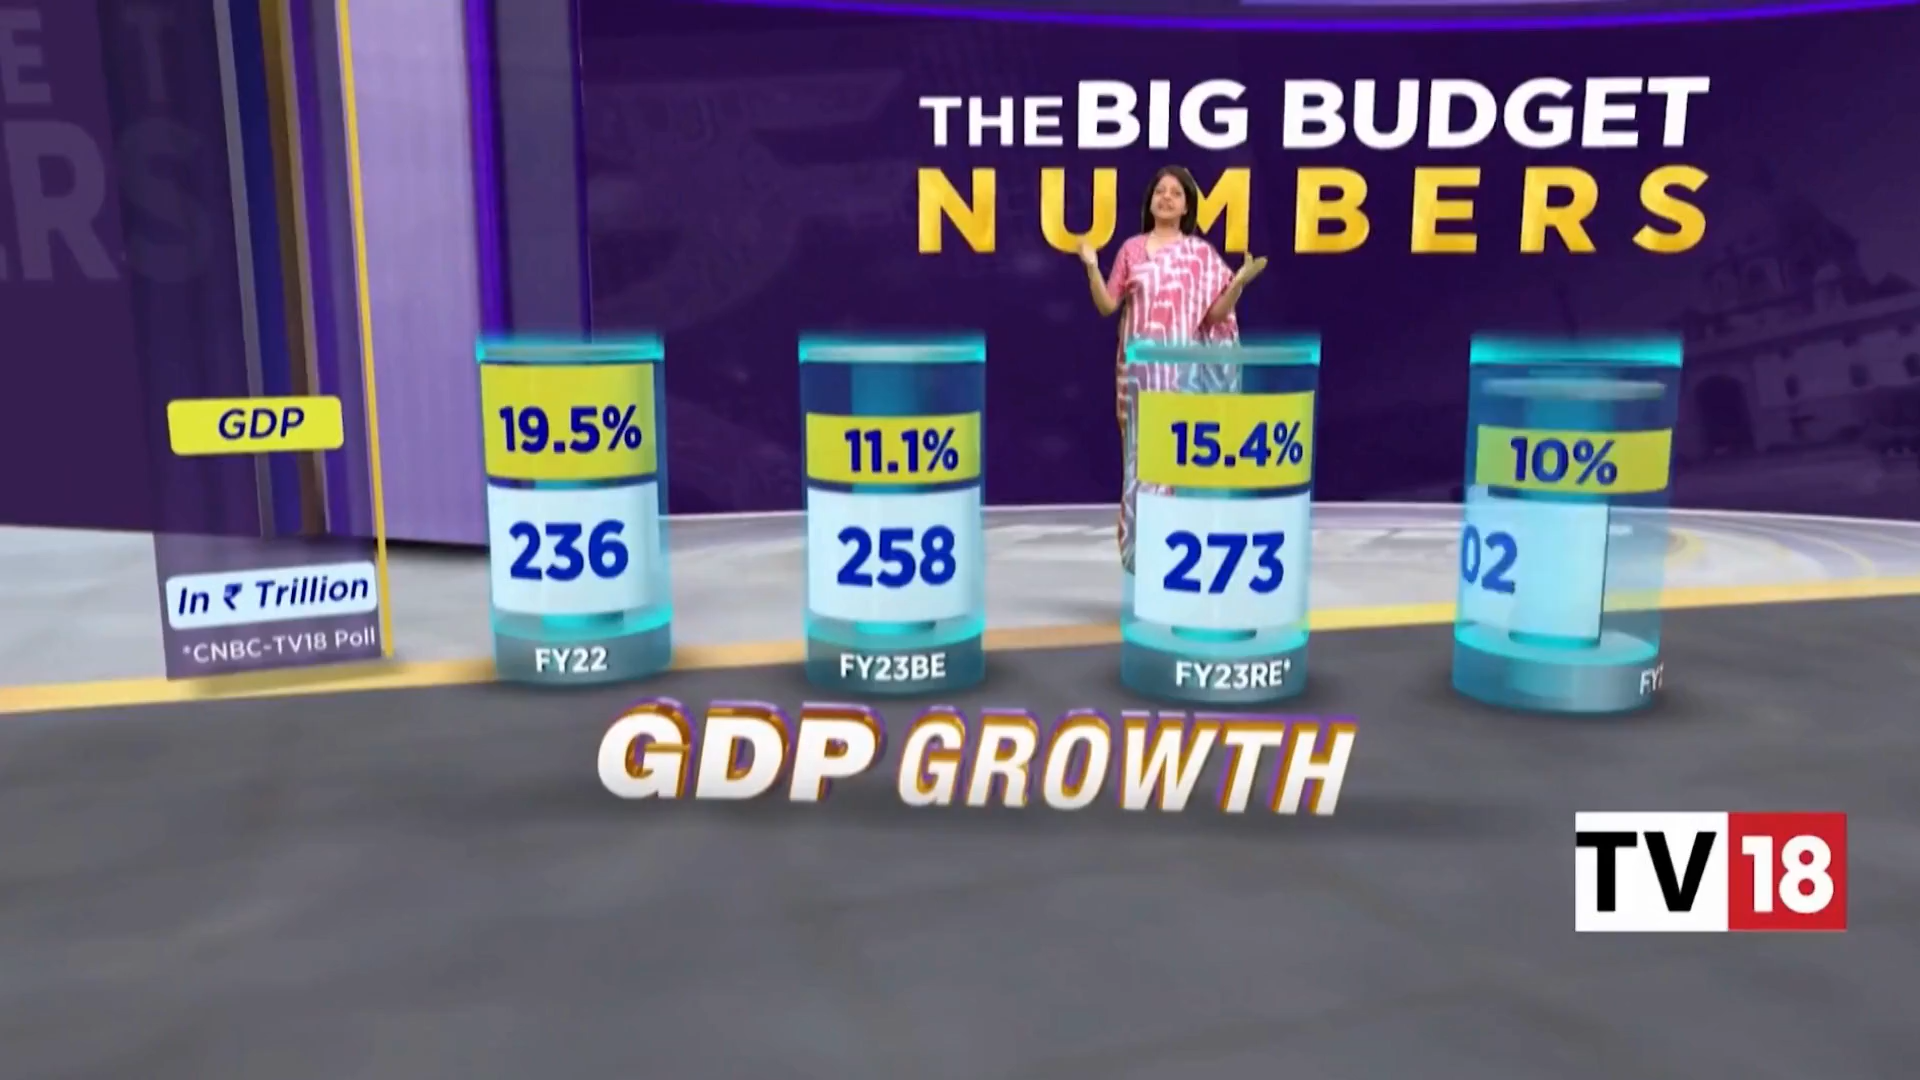 THE BIG BUDGET
NUMBERS
GDP
19.5%
11.1%
15.4%
10%
In ₹ Trillion
236
258
273
02
*CNBC-TV18 Poll
FY22
FY23BE
FY23RE*
GDP GROWTH
TV18